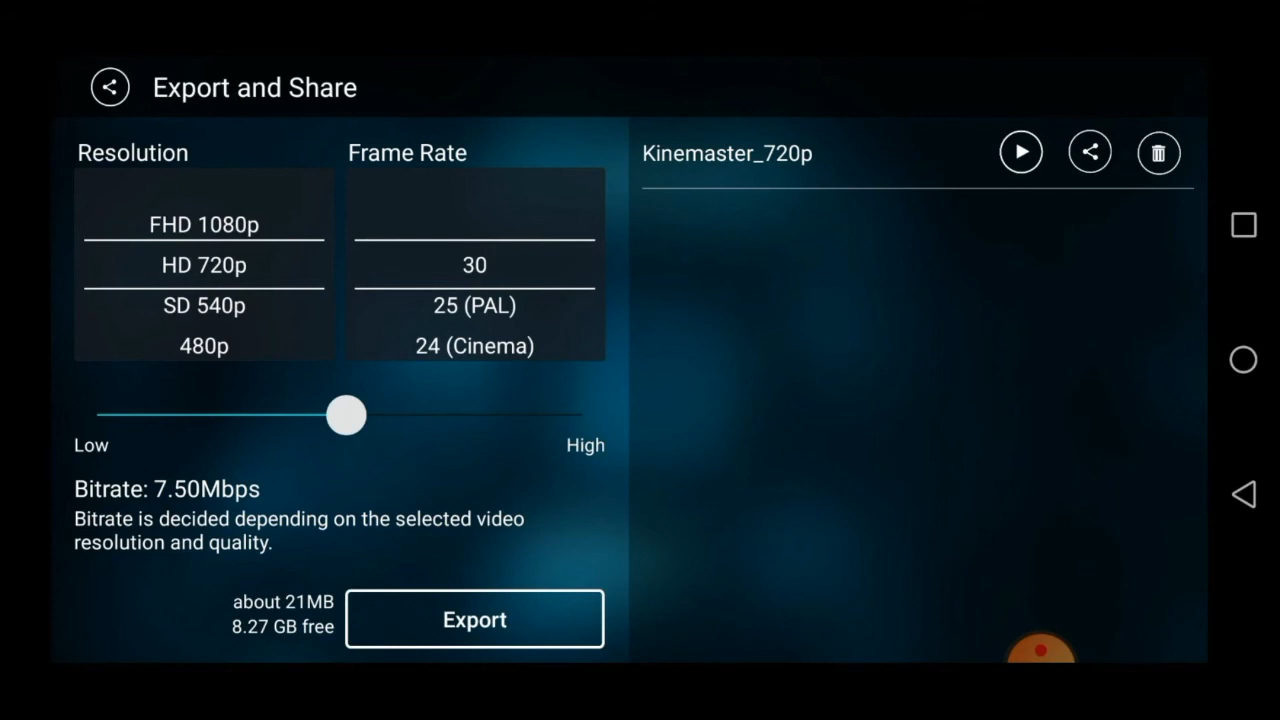 Export and Share
Resolution
FHD 1080p
HD 720p
SD 540p
480p
Frame Rate
30
25 (PAL)
24 (Cinema)
Low
High
Bitrate: 7.50Mbps
Bitrate is decided depending on the selected video
resolution and quality.
about 21MB
8.27 GB free
Export
Kinemaster_720p